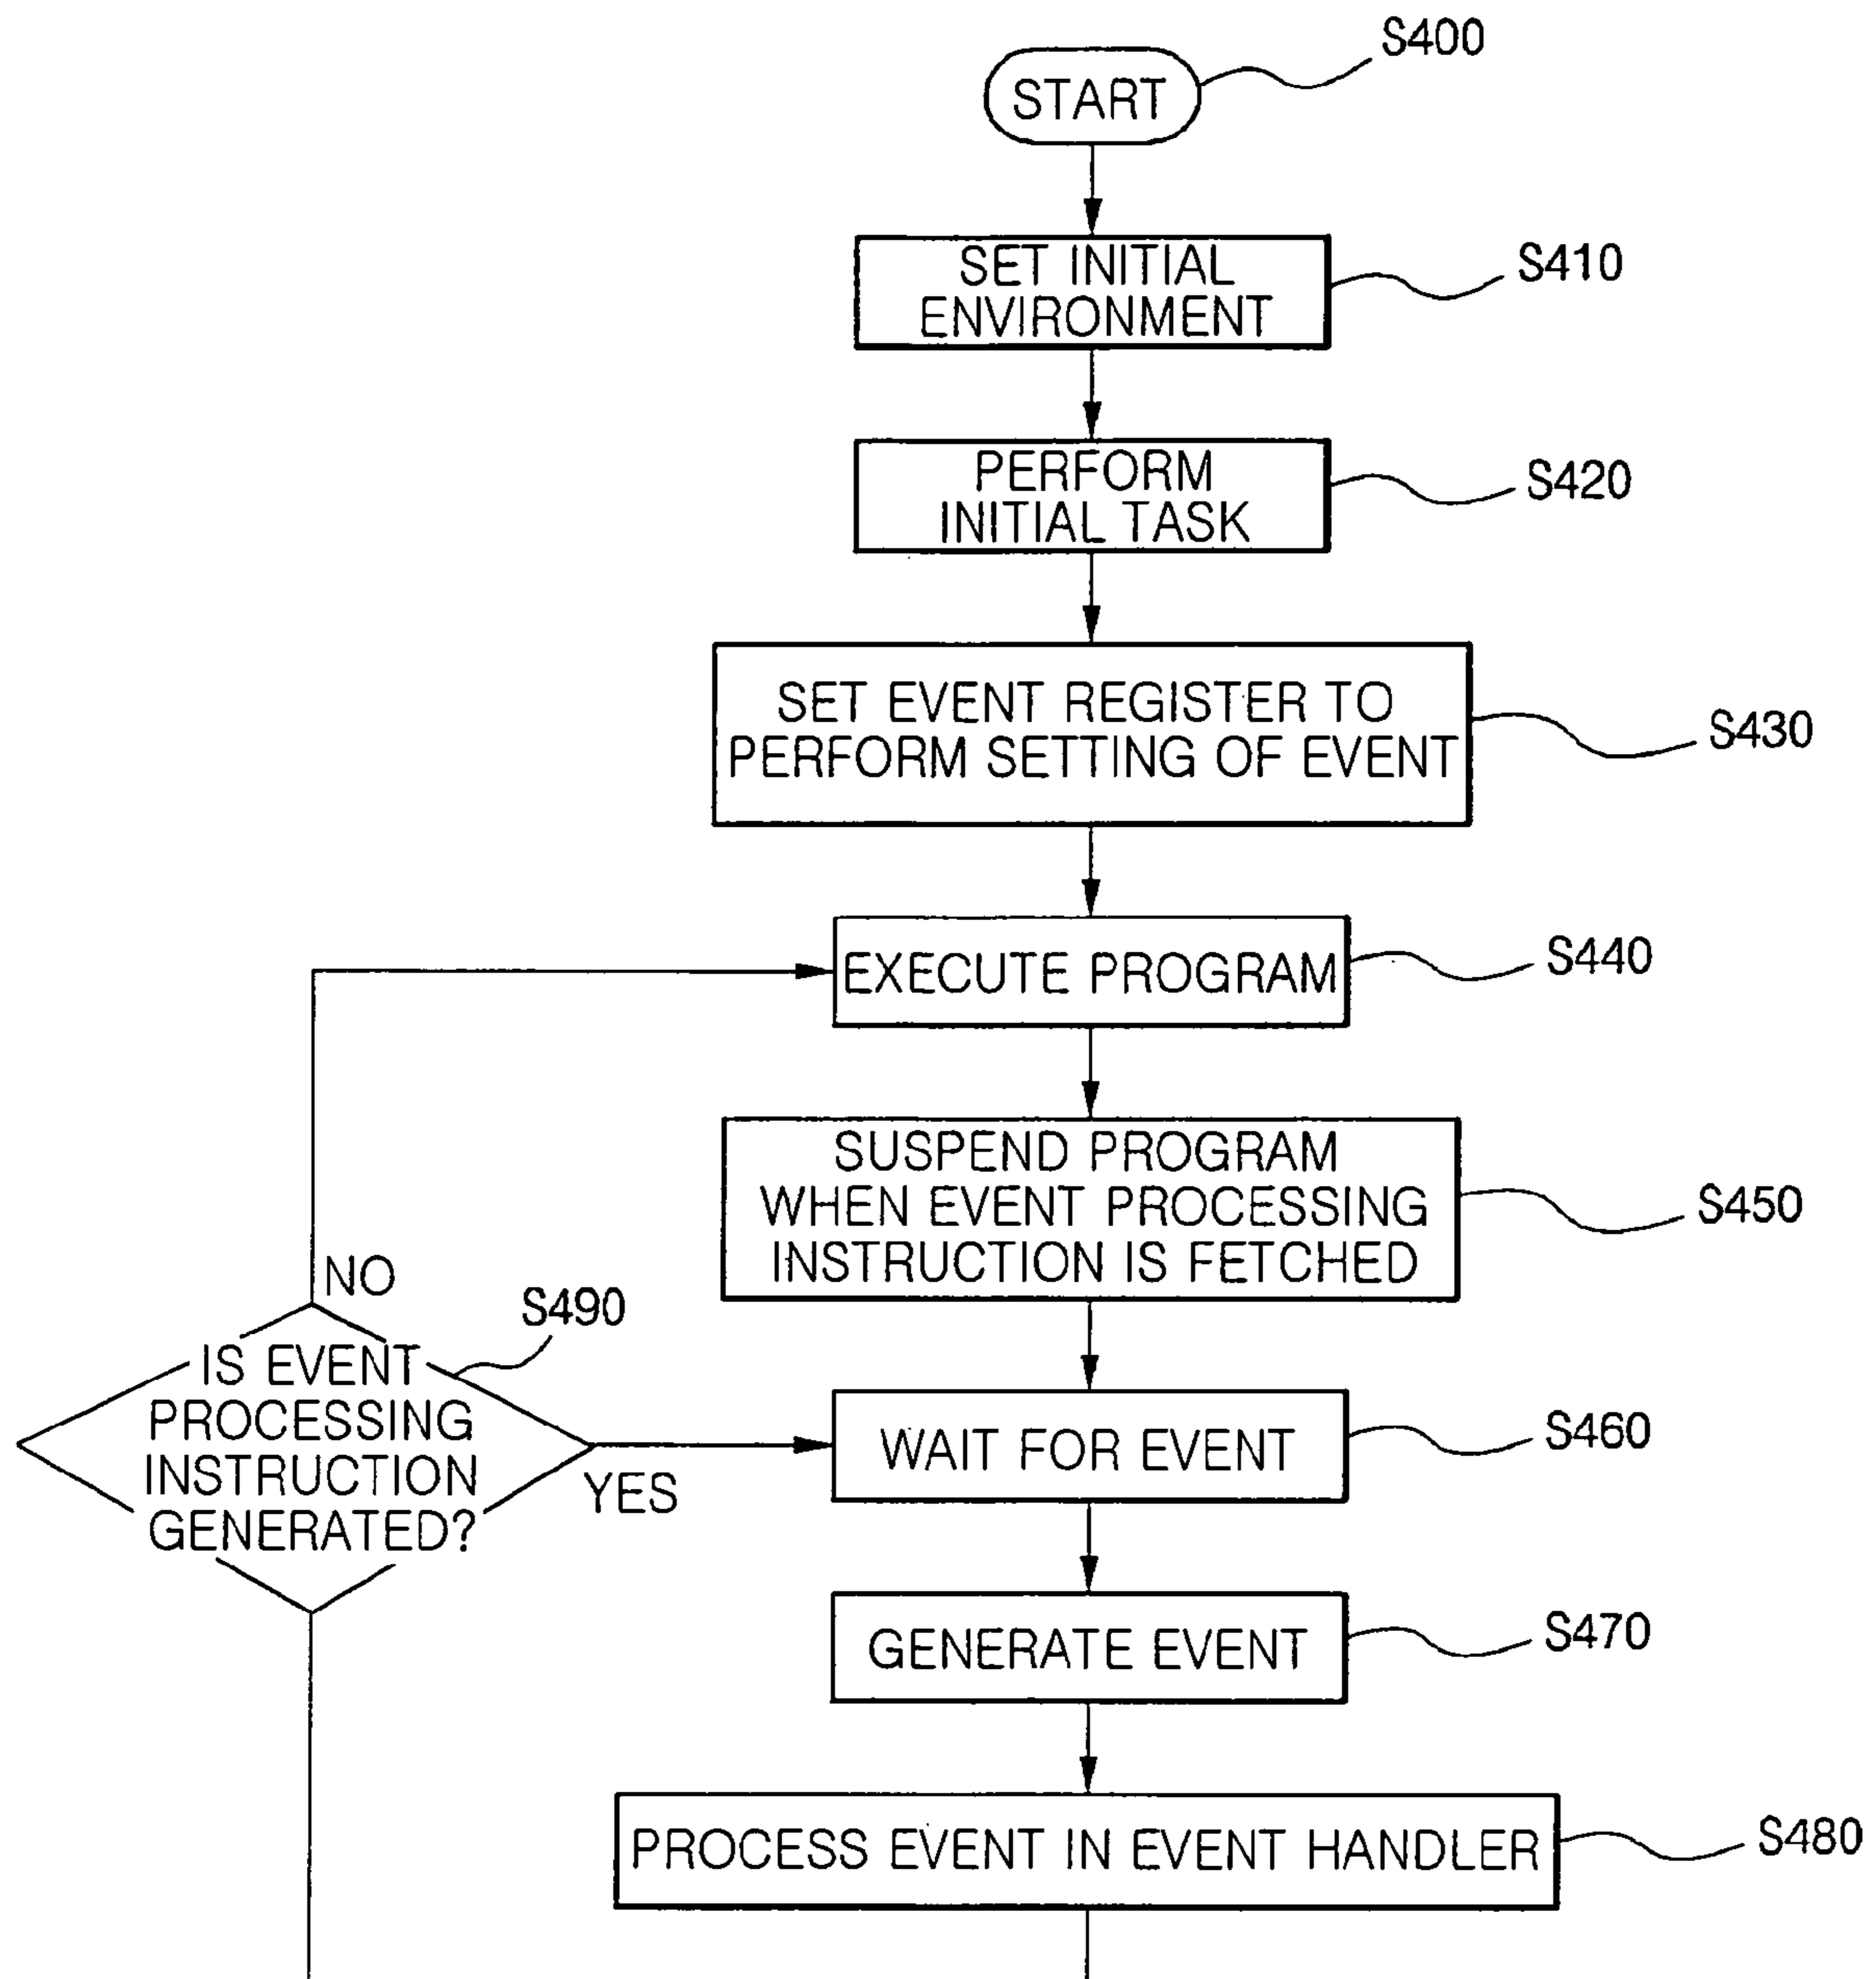 START
S400
SET INITIAL
ENVIRONMENT
S410
PERFORM
INITIAL TASK
S420
SET EVENT REGISTER TO
PERFORM SETTING OF EVENT
S430
EXECUTE PROGRAM
S440
SUSPEND PROGRAM
WHEN EVENT PROCESSING
INSTRUCTION IS FETCHED
S450
NO
S490
IS EVENT
PROCESSING
INSTRUCTION
GENERATED?
YES
WAIT FOR EVENT
S460
GENERATE EVENT
S470
PROCESS EVENT IN EVENT HANDLER
S480